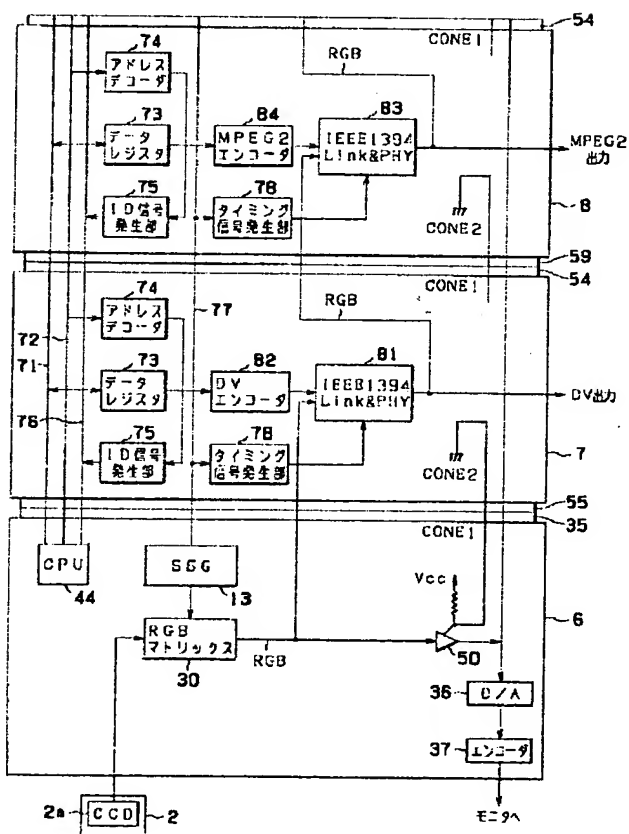 54
74
CONE1
RGB
アドレス
デコーダ
73
84
83
データ
レジスタ
MPEG2
エンコーダ
IEEE1394
Link&PHY
MPEG2
出力
75
78
ID信号
発生部
タイミング
信号発生部
8
CONE2
59
54
74
77
CONE1
RGB
72
アドレス
デコーダ
71
73
82
81
データ
レジスタ
DV
エンコーダ
IEEE1394
Link&PHY
DV出力
76
75
78
ID信号
発生部
タイミング
信号発生部
7
CONE2
55
35
CONE1
CPU
44
SSG
13
Vcc
6
RGB
マトリックス
30
RGB
50
36
D/A
37
エンコーダ
2a
CCD
2
モニタへ